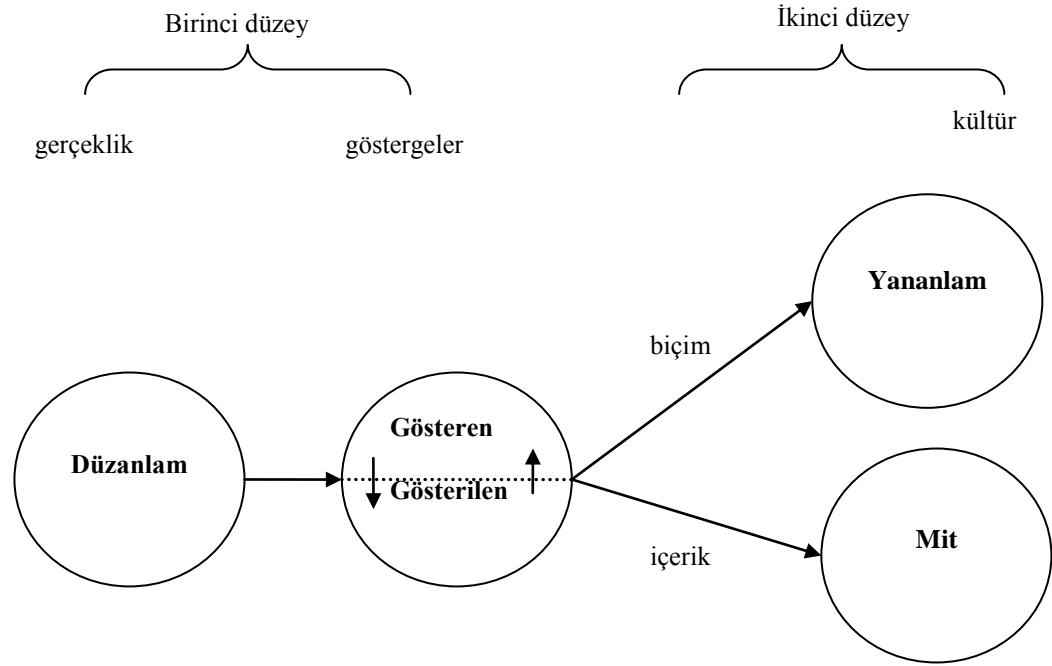 Birinci düzey
İkinci düzey
gerçeklik
göstergeler
kültür
Yananlam
biçim
Düzanlam
Gösteren
Gösterilen
Mit
içerik